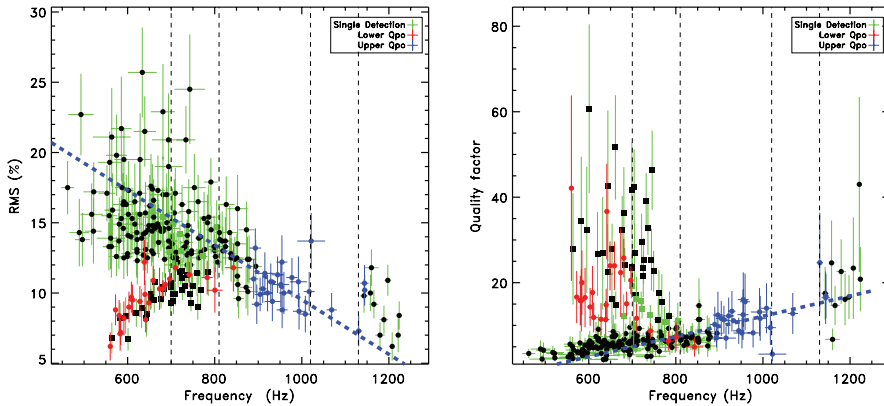 30
25
20
15
10
5
RMS (%)
600
800
1000
1200
Frequency (Hz)
Single Detection
Lower Qpo
Upper Qpo
80
60
40
20
Quality factor
600
800
1000
1200
Frequency (Hz)
Single Detection
Lower Qpo
Upper Qpo